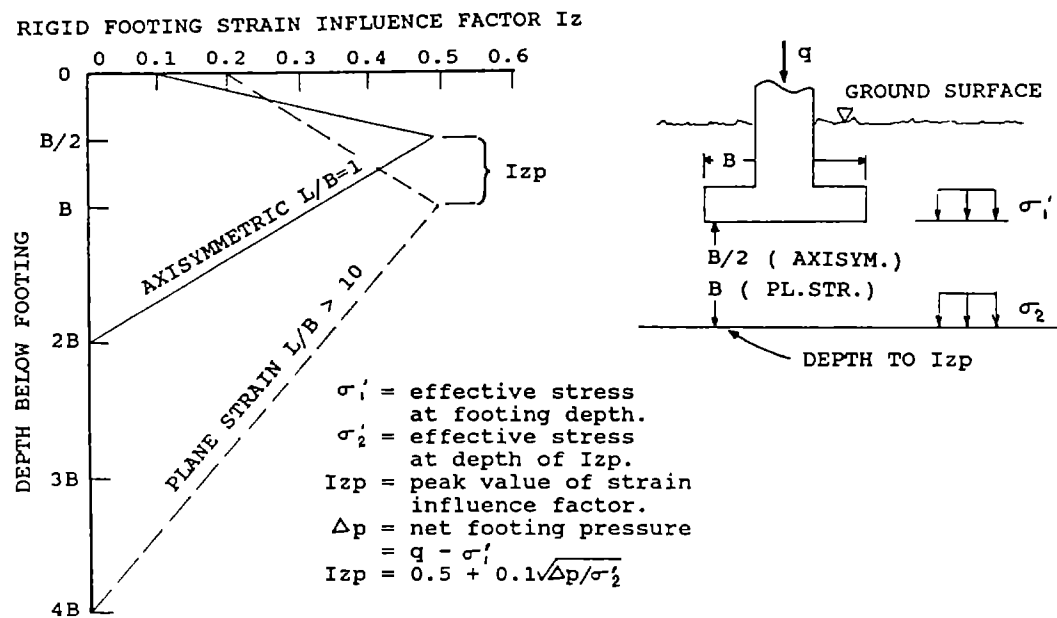 RIGID FOOTING STRAIN INFLUENCE FACTOR Iz
0 0.1 0.2 0.3 0.4 0.5 0.6
0
B/2
B
2B
3B
4B
DEPTH BELOW FOOTING
AXISYMMETRIC L/B=1
PLANE STRAIN L/B > 10
Izp
q
GROUND SURFACE
B
σ₁'
B/2 ( AXISYM.)
B ( PL.STR.)
σ₂
DEPTH TO Izp
σ₁' = effective stress
at footing depth.
σ₂' = effective stress
at depth of Izp.
Izp = peak value of strain
influence factor.
Δp = net footing pressure
= q - σ₁'
Izp = 0.5 + 0.1√Δp/σ₂'